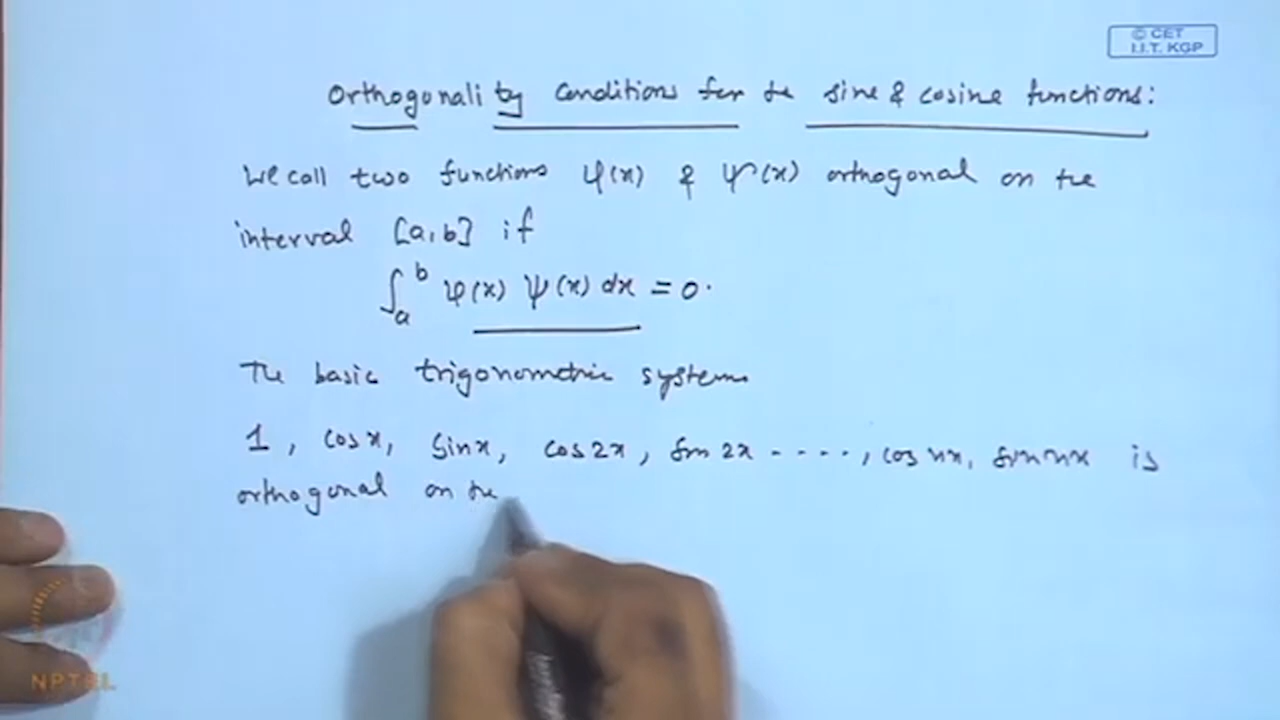 © CET
I.I.T. KGP
Orthogonality Conditions for the sine & cosine functions:
We call two functions φ(x) & ψ(x) orthogonal on the
interval [a,b] if
∫_a^b φ(x) ψ(x) dx = 0.
The basic trigonometric systems
1, cos x, sin x, cos 2x, sin 2x ----, cos nx, sin nx is
orthogonal on the
NPTEL